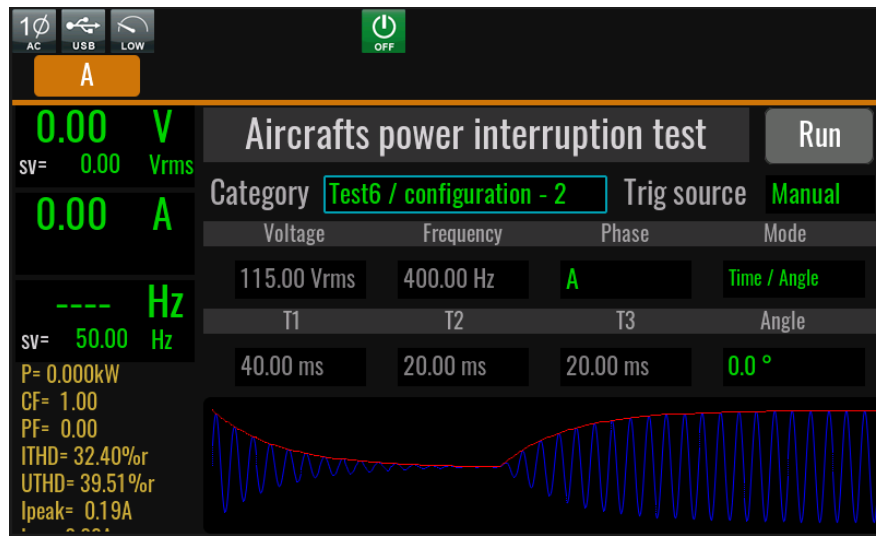 1Ø
AC
USB
LOW
OFF
A
0.00 V
sv= 0.00 Vrms
0.00 A
---- Hz
sv= 50.00 Hz
P= 0.000kW
CF= 1.00
PF= 0.00
ITHD= 32.40%r
UTHD= 39.51%r
Ipeak= 0.19A
Aircrafts power interruption test
Run
Category Test6 / configuration - 2 Trig source Manual
Voltage Frequency Phase Mode
115.00 Vrms 400.00 Hz A Time / Angle
T1 T2 T3 Angle
40.00 ms 20.00 ms 20.00 ms 0.0 °